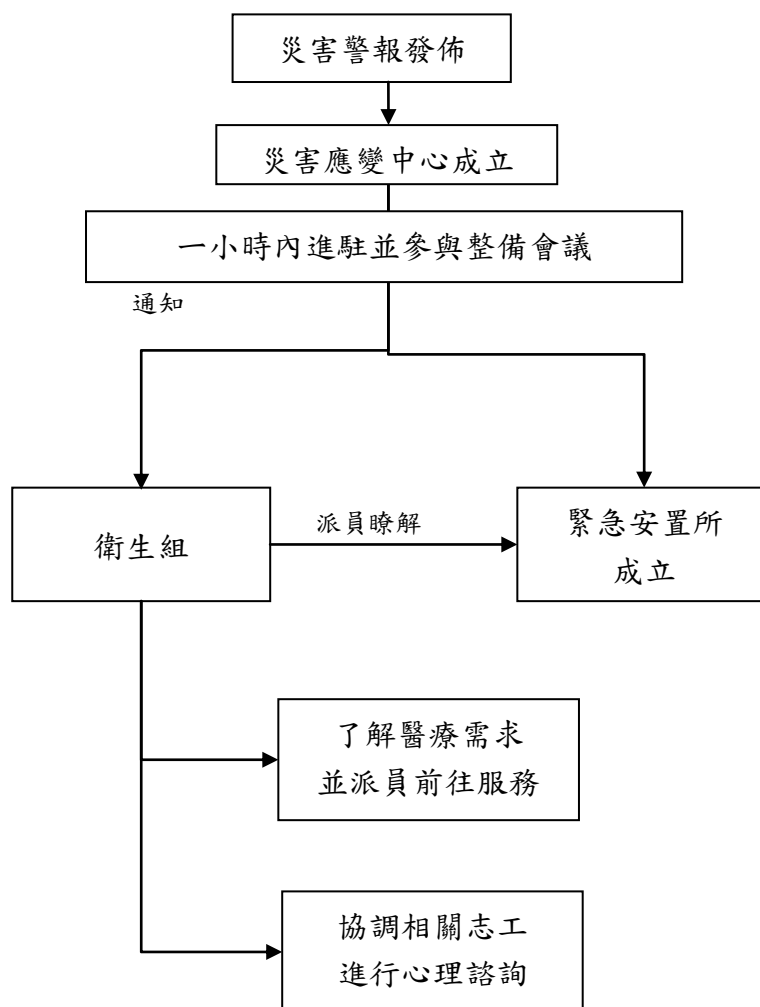 災害警報發佈
災害應變中心成立
一小時內進駐並參與整備會議
通知
衛生組
派員瞭解
緊急安置所
成立
了解醫療需求
並派員前往服務
協調相關志工
進行心理諮詢